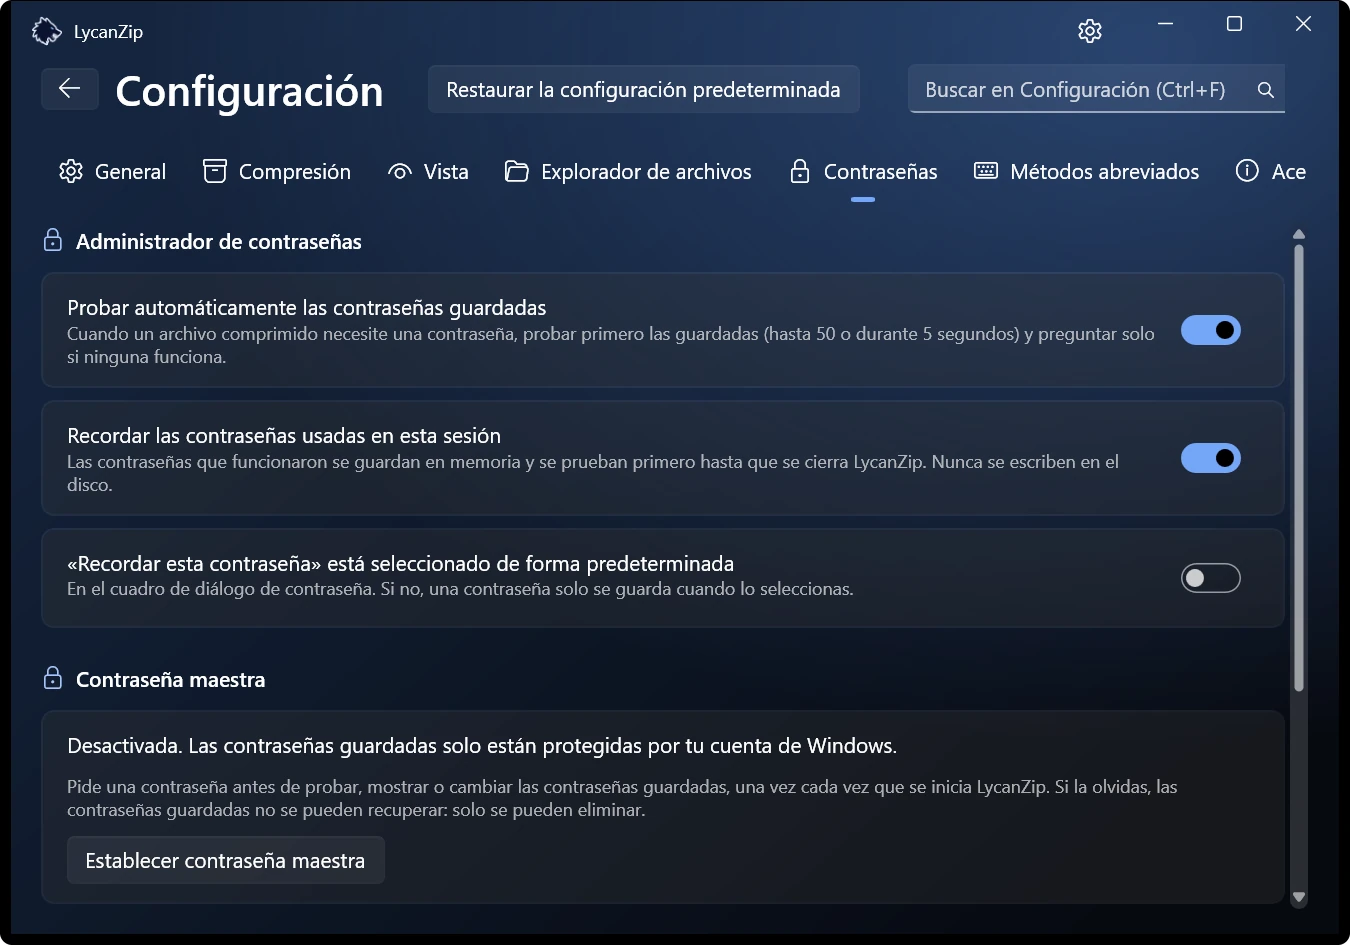 LycanZip
Configuración
Restaurar la configuración predeterminada
Buscar en Configuración (Ctrl+F)
General
Compresión
Vista
Explorador de archivos
Contraseñas
Métodos abreviados
Ace
Administrador de contraseñas
Probar automáticamente las contraseñas guardadas
Cuando un archivo comprimido necesite una contraseña, probar primero las guardadas (hasta 50 o durante 5 segundos) y preguntar solo
si ninguna funciona.
Recordar las contraseñas usadas en esta sesión
Las contraseñas que funcionaron se guardan en memoria y se prueban primero hasta que se cierra LycanZip. Nunca se escriben en el
disco.
«Recordar esta contraseña» está seleccionado de forma predeterminada
En el cuadro de diálogo de contraseña. Si no, una contraseña solo se guarda cuando lo seleccionas.
Contraseña maestra
Desactivada. Las contraseñas guardadas solo están protegidas por tu cuenta de Windows.
Pide una contraseña antes de probar, mostrar o cambiar las contraseñas guardadas, una vez cada vez que se inicia LycanZip. Si la olvidas, las
contraseñas guardadas no se pueden recuperar: solo se pueden eliminar.
Establecer contraseña maestra